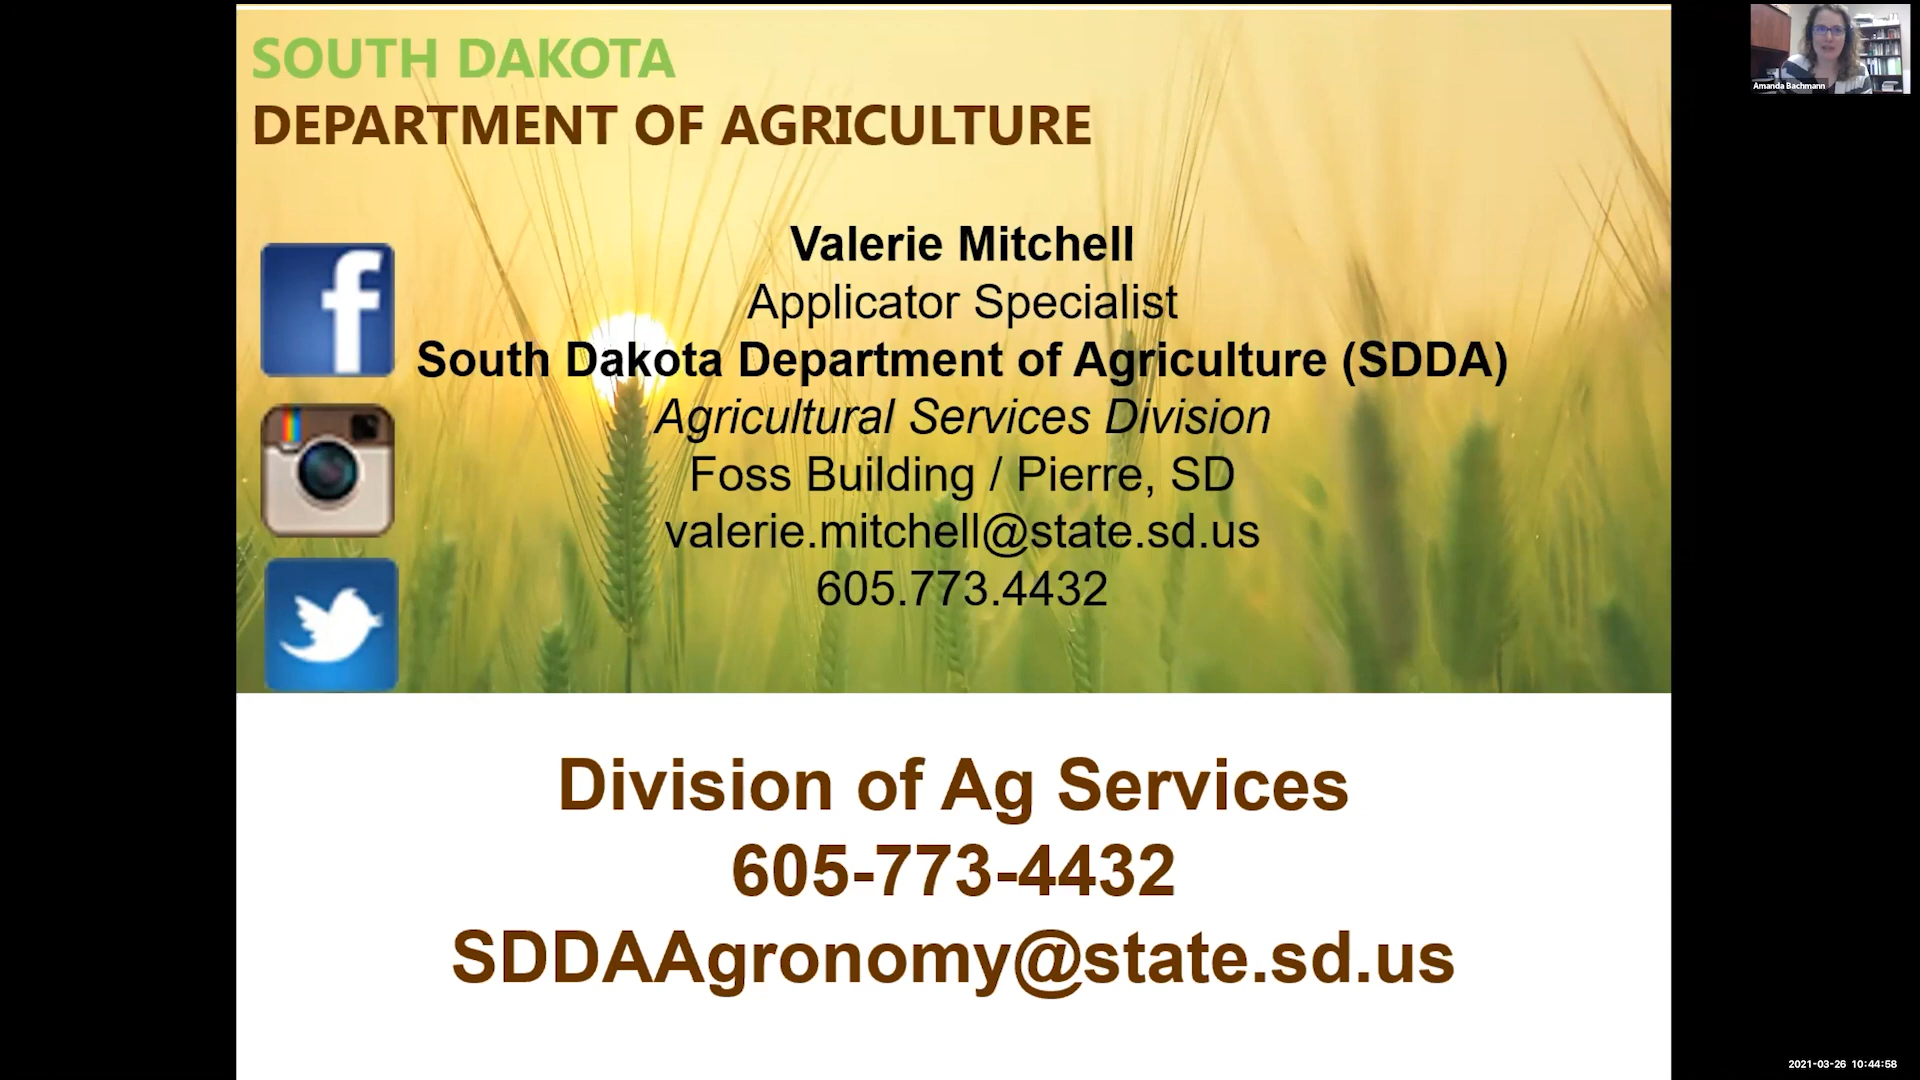 SOUTH DAKOTA
DEPARTMENT OF AGRICULTURE
Valerie Mitchell
Applicator Specialist
South Dakota Department of Agriculture (SDDA)
Agricultural Services Division
Foss Building / Pierre, SD
valerie.mitchell@state.sd.us
605.773.4432
Division of Ag Services
605-773-4432
SDDAAgronomy@state.sd.us
Amanda Bachmann
2021-03-26 10:44:58